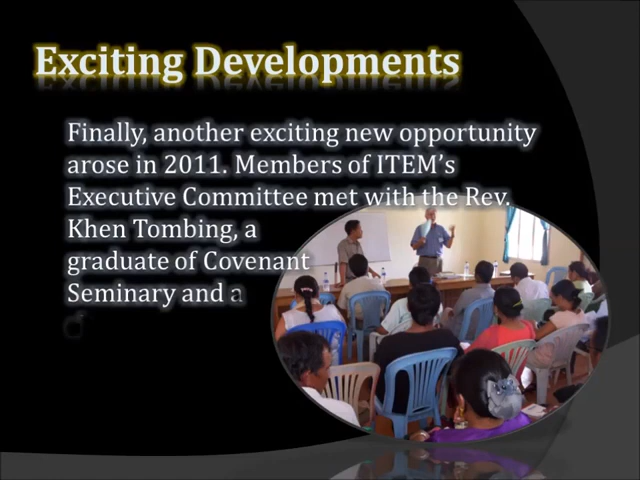 Exciting Developments
Finally, another exciting new opportunity
arose in 2011. Members of ITEM’s
Executive Committee met with the Rev.
Khen Tombing, a
graduate of Covenant
Seminary and a